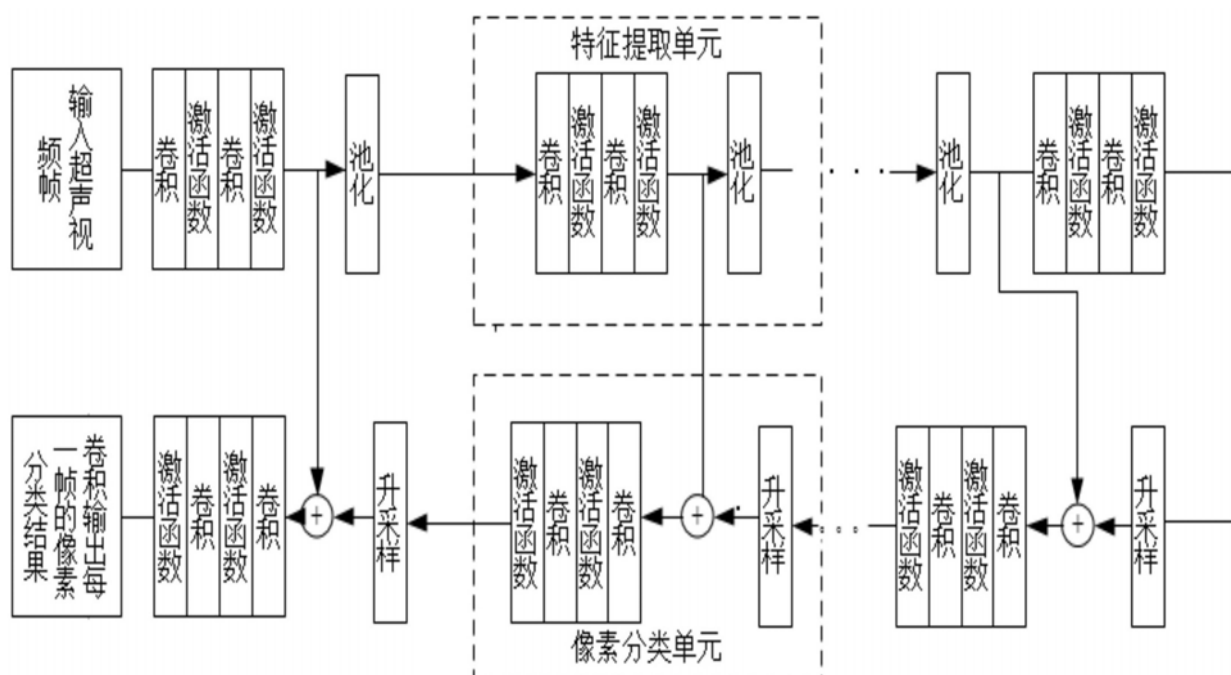 特征提取单元
输入超声视
频帧
卷积
激活函数
卷积
激活函数
池化
卷积
激活函数
卷积
激活函数
池化
. . .
池化
卷积
激活函数
卷积
激活函数
卷积输出每
一帧的像素
分类结果
激活函数
卷积
激活函数
卷积
+
升采样
激活函数
卷积
激活函数
卷积
+
升采样
. . .
激活函数
卷积
激活函数
卷积
+
升采样
像素分类单元